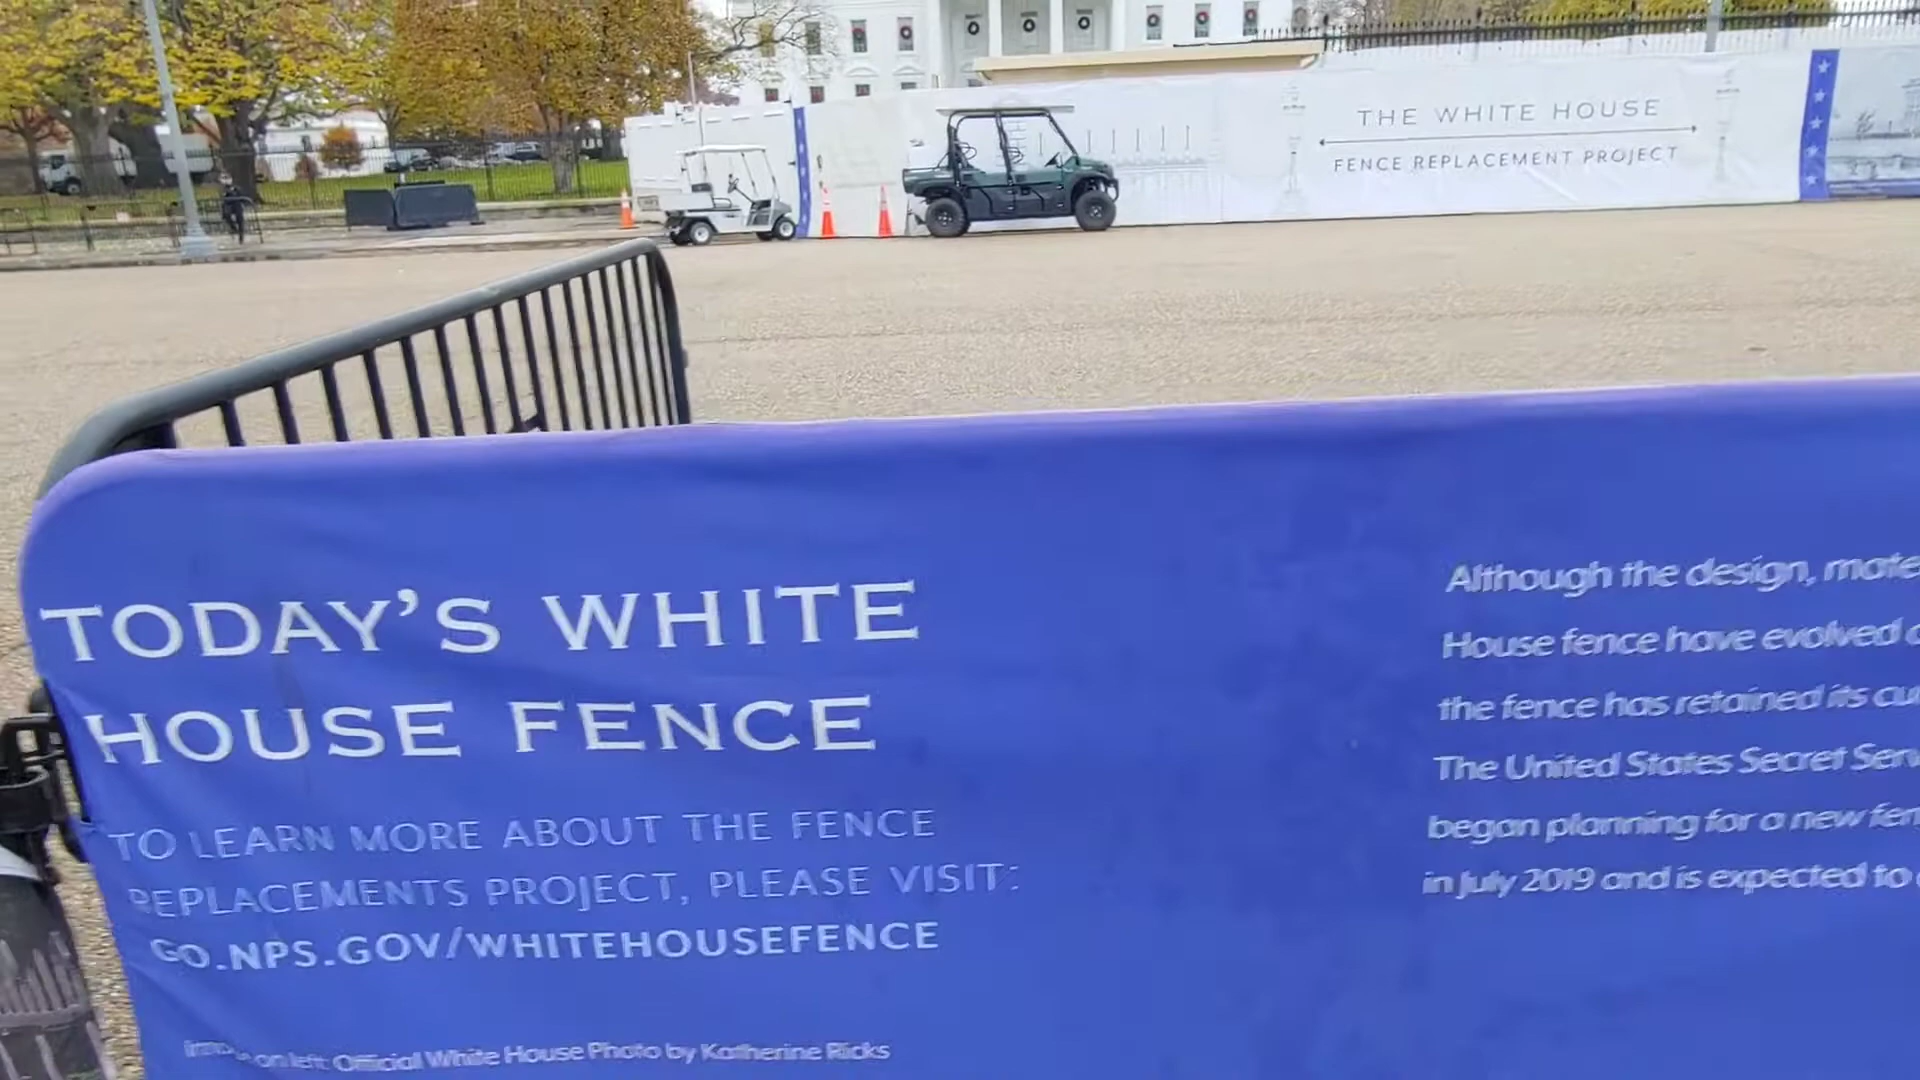 THE WHITE HOUSE
FENCE REPLACEMENT PROJECT
TODAY'S WHITE
HOUSE FENCE
TO LEARN MORE ABOUT THE FENCE
REPLACEMENTS PROJECT, PLEASE VISIT:
GO.NPS.GOV/WHITEHOUSEFENCE
on left: Official White House Photo by Katherine Ricks
Although the design,
House fence have evolved
the fence has retained its
The United States Secret
began planning for a new
in July 2019 and is expected to